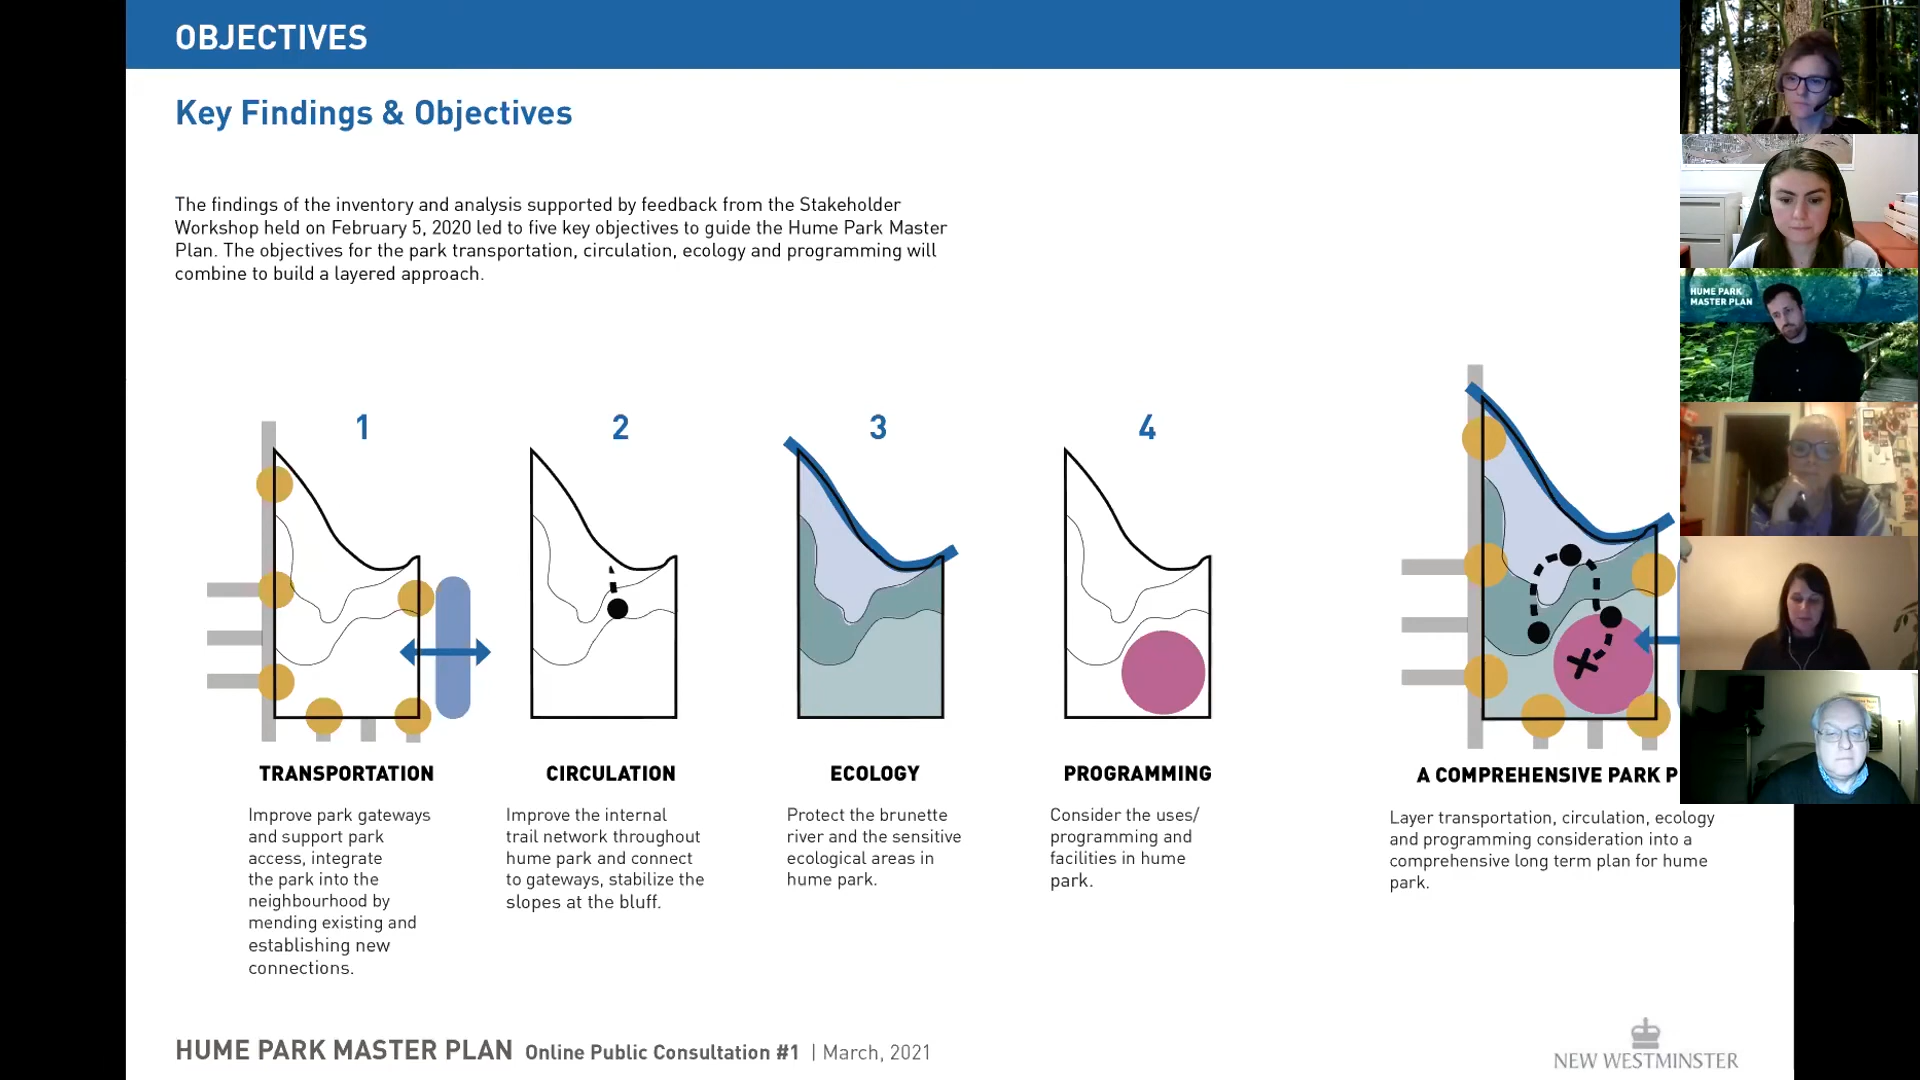 OBJECTIVES
Key Findings & Objectives
The findings of the inventory and analysis supported by feedback from the Stakeholder
Workshop held on February 5, 2020 led to five key objectives to guide the Hume Park Master
Plan. The objectives for the park transportation, circulation, ecology and programming will
combine to build a layered approach.
1
2
3
4
TRANSPORTATION
Improve park gateways
and support park
access, integrate
the park into the
neighbourhood by
mending existing and
establishing new
connections.
CIRCULATION
Improve the internal
trail network throughout
hume park and connect
to gateways, stabilize the
slopes at the bluff.
ECOLOGY
Protect the brunette
river and the sensitive
ecological areas in
hume park.
PROGRAMMING
Consider the uses/
programming and
facilities in hume
park.
A COMPREHENSIVE PARK P
Layer transportation, circulation, ecology
and programming consideration into a
comprehensive long term plan for hume
park.
HUME PARK
MASTER PLAN
HUME PARK MASTER PLAN Online Public Consultation #1 | March, 2021
NEW WESTMINSTER